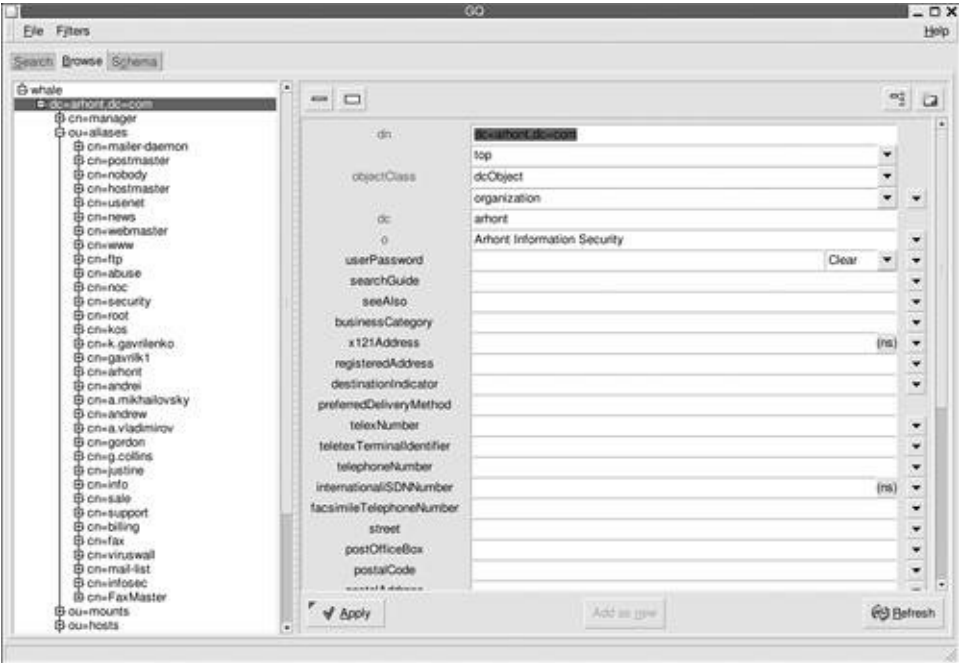 GQ
File Filters Help
Search Browse Schema
whale
dc=arhont,dc=com
cn=manager
ou=aliases
cn=mailer-daemon
cn=postmaster
cn=nobody
cn=hostmaster
cn=usenet
cn=news
cn=webmaster
cn=www
cn=ftp
cn=abuse
cn=noc
cn=security
cn=root
cn=kos
cn=k.gavrilenko
cn=gavrilk1
cn=arhont
cn=andrei
cn=a.mikhailovsky
cn=andrew
cn=a.vladimirov
cn=gordon
cn=g.collins
cn=justine
cn=info
cn=sale
cn=support
cn=billing
cn=fax
cn=viruswall
cn=mail-list
cn=infosec
cn=FaxMaster
ou=mounts
ou=hosts
dn dc=arhont,dc=com
top
objectClass dcObject
organization
dc arhont
o Arhont Information Security
userPassword Clear
searchGuide
seeAlso
businessCategory
x121Address (ns)
registeredAddress
destinationIndicator
preferredDeliveryMethod
telexNumber
teletexTerminalIdentifier
telephoneNumber
internationaliSDNNumber (ns)
facsimileTelephoneNumber
street
postOfficeBox
postalCode
postalAddress
Apply Add as new Refresh